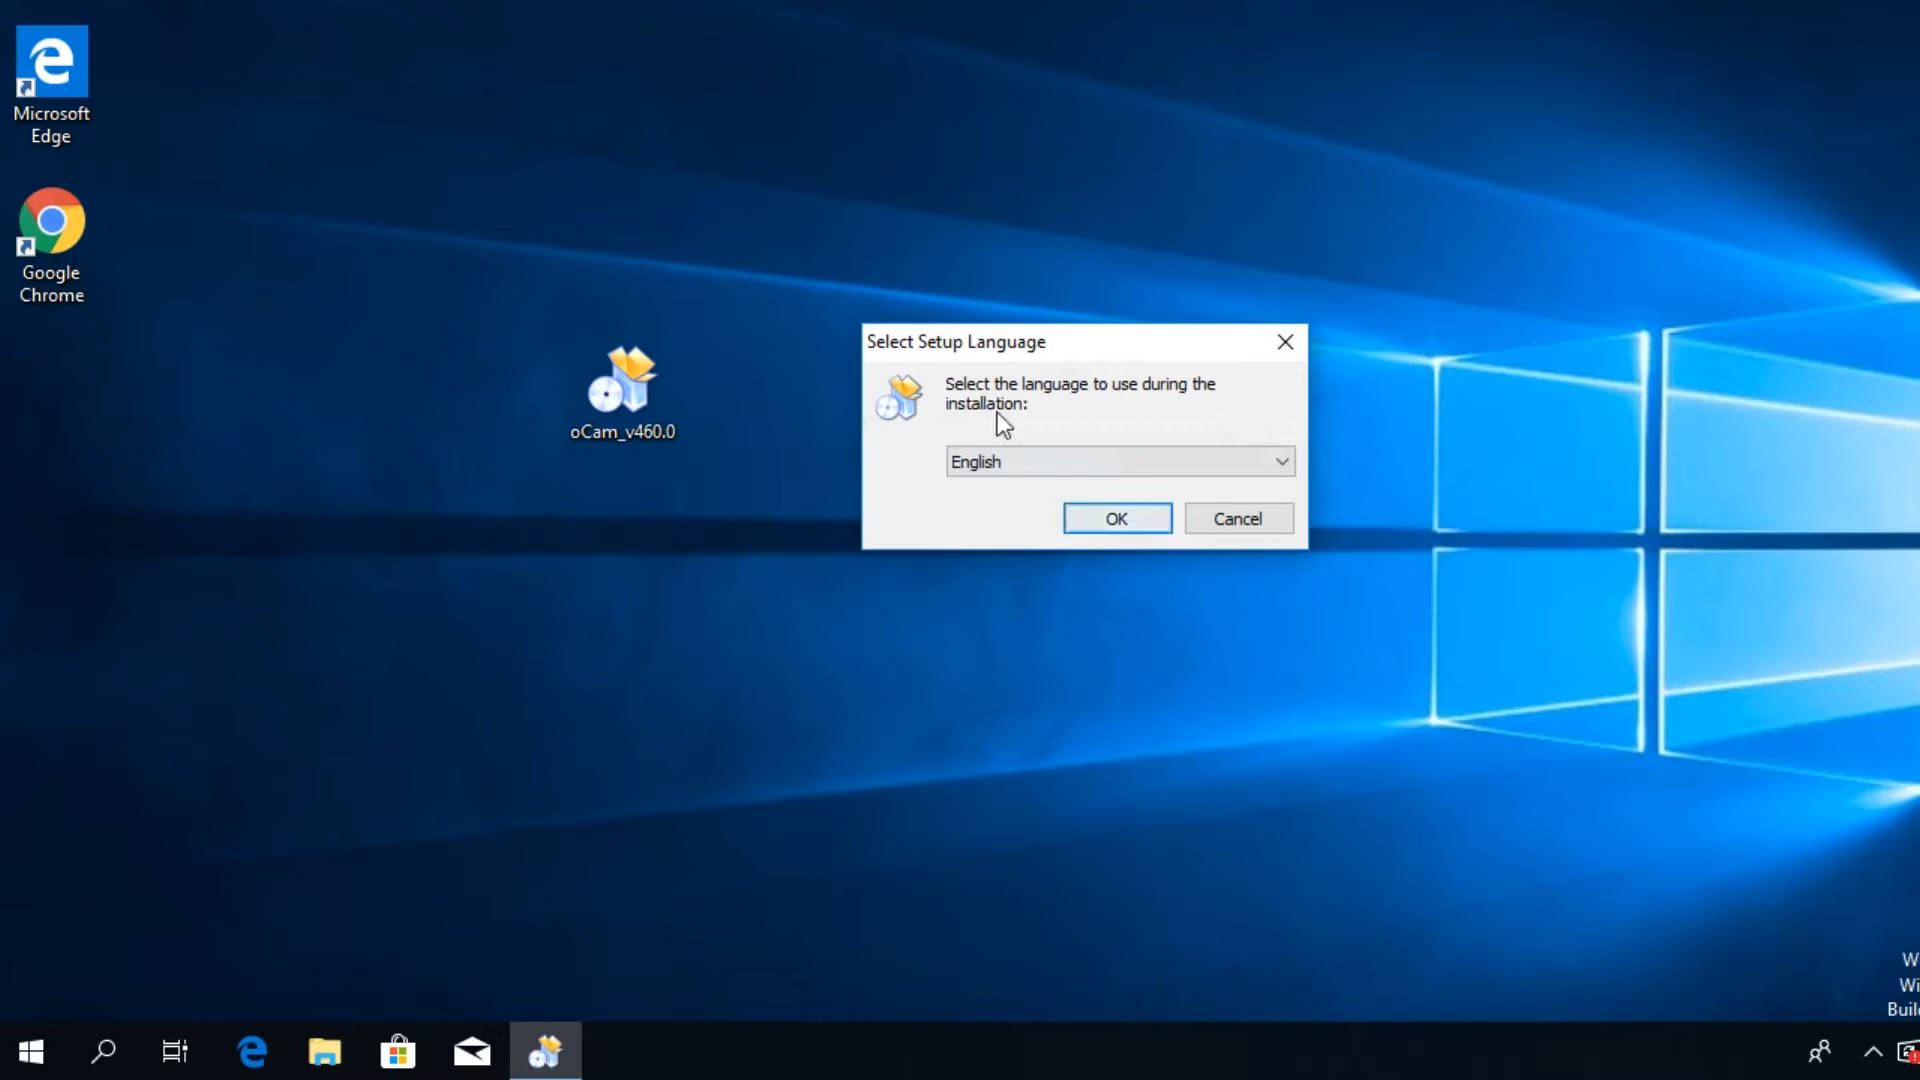 Microsoft
Edge
Google
Chrome
oCam_v460.0
Select Setup Language
Select the language to use during the
installation:
English
OK
Cancel